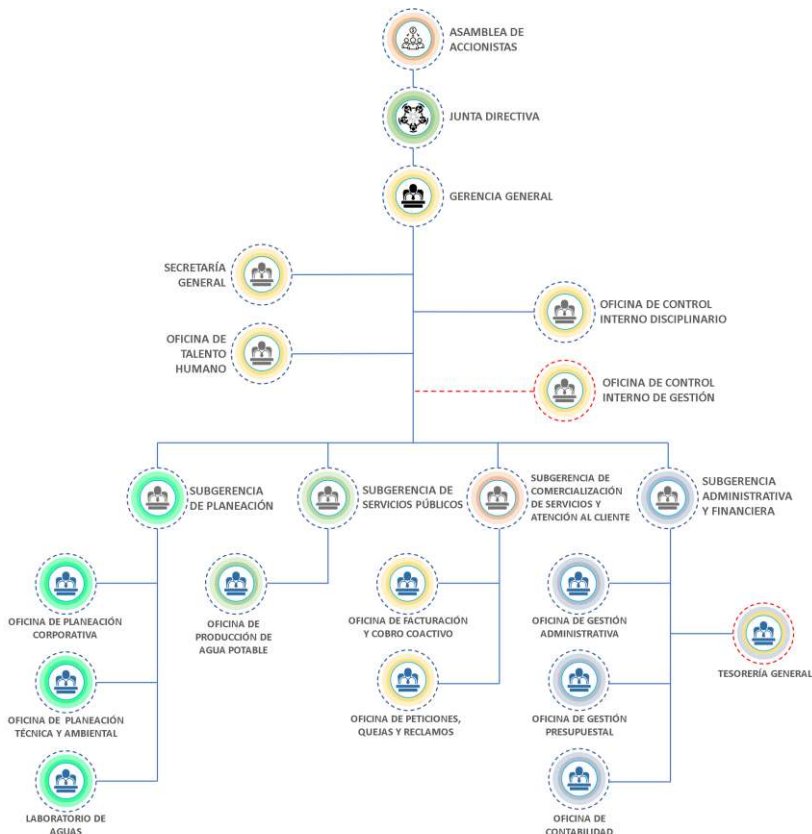 ASAMBLEA DE
ACCIONISTAS
JUNTA DIRECTIVA
GERENCIA GENERAL
SECRETARÍA
GENERAL
OFICINA DE CONTROL
INTERNO DISCIPLINARIO
OFICINA DE
TALENTO
HUMANO
OFICINA DE CONTROL
INTERNO DE GESTIÓN
SUBGERENCIA
DE PLANEACIÓN
SUBGERENCIA DE
SERVICIOS PÚBLICOS
SUBGERENCIA DE
COMERCIALIZACIÓN
DE SERVICIOS Y
ATENCIÓN AL CLIENTE
SUBGERENCIA
ADMINISTRATIVA
Y FINANCIERA
OFICINA DE PLANEACIÓN
CORPORATIVA
OFICINA DE
PRODUCCIÓN DE
AGUA POTABLE
OFICINA DE FACTURACIÓN
Y COBRO COACTIVO
OFICINA DE GESTIÓN
ADMINISTRATIVA
TESORERÍA GENERAL
OFICINA DE PLANEACIÓN
TÉCNICA Y AMBIENTAL
OFICINA DE PETICIONES,
QUEJAS Y RECLAMOS
OFICINA DE GESTIÓN
PRESUPUESTAL
LABORATORIO DE
AGUAS
OFICINA DE
CONTABILIDAD